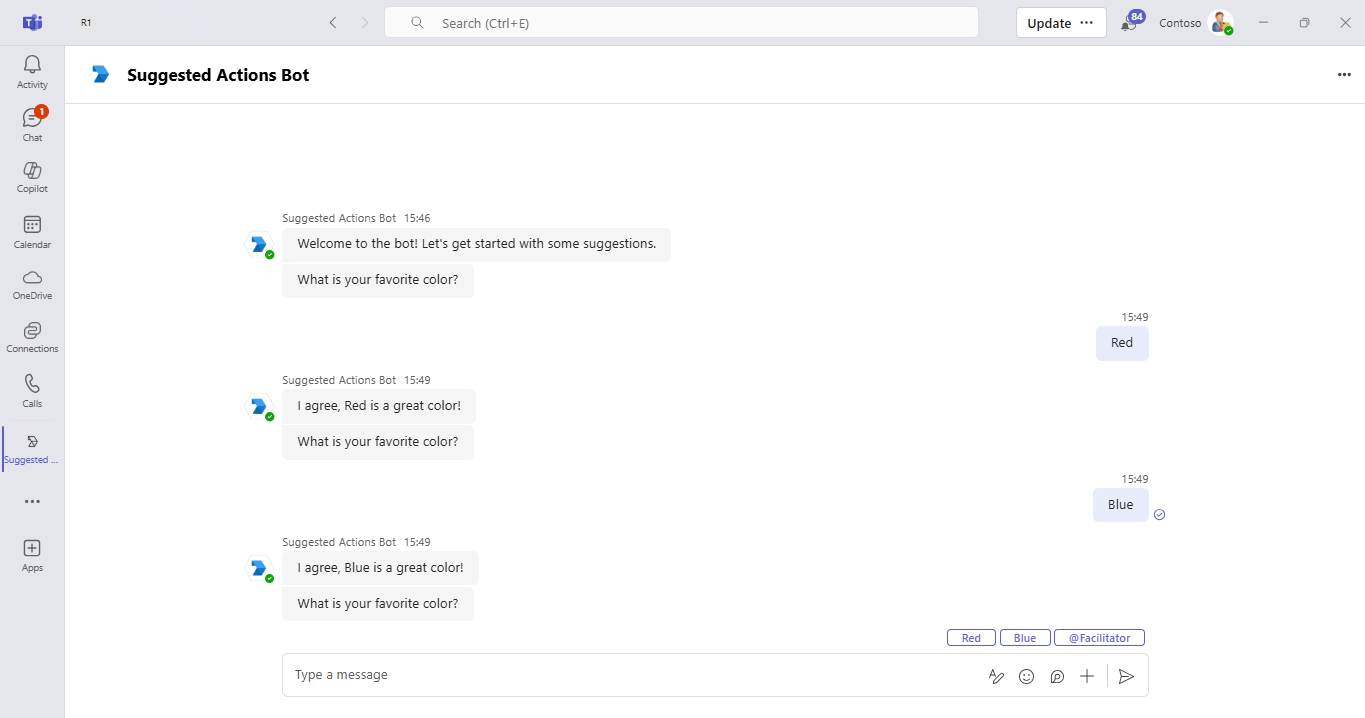 R1
Search (Ctrl+E)
Update
84
Contoso
Activity
1
Chat
Copilot
Calendar
OneDrive
Connections
Calls
Suggested ...
Apps
Suggested Actions Bot
Suggested Actions Bot 15:46
Welcome to the bot! Let's get started with some suggestions.
What is your favorite color?
15:49
Red
Suggested Actions Bot 15:49
I agree, Red is a great color!
What is your favorite color?
15:49
Blue
Suggested Actions Bot 15:49
I agree, Blue is a great color!
What is your favorite color?
Red Blue @Facilitator
Type a message